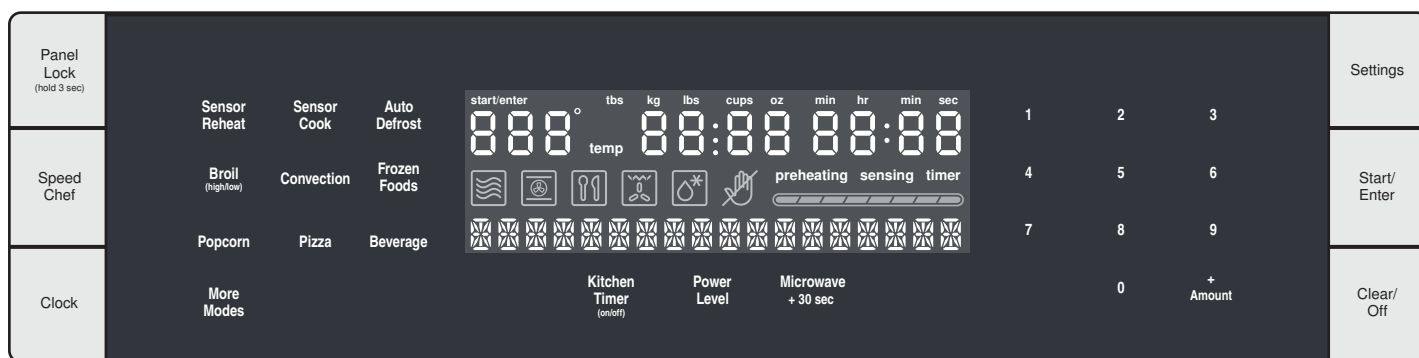 Panel
Lock
(hold 3 sec)
Speed
Chef
Clock
Sensor
Reheat
Sensor
Cook
Auto
Defrost
Broil
(high/low)
Convection
Frozen
Foods
Popcorn
Pizza
Beverage
More
Modes
start/enter tbs kg lbs cups oz min hr min sec
888° 88:88 88:88
temp
preheating sensing timer
Kitchen
Timer
(on/off)
Power
Level
Microwave
+ 30 sec
1 2 3
4 5 6
7 8 9
0 +
Amount
Settings
Start/
Enter
Clear/
Off